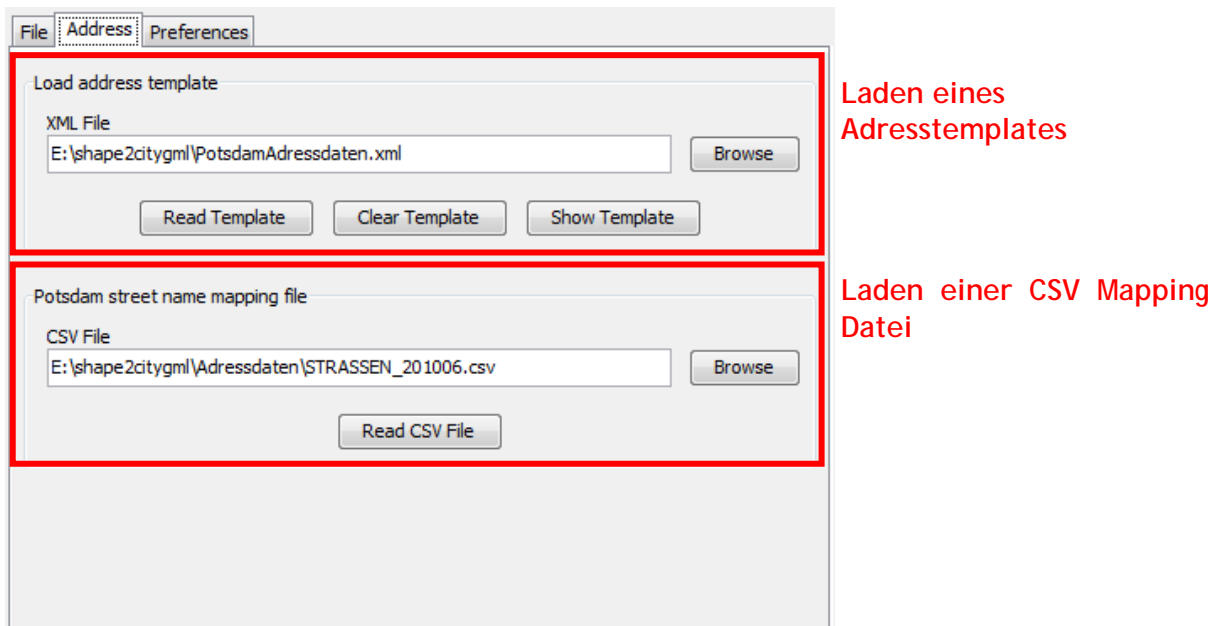 File Address Preferences
Load address template
Laden eines
Adresstemplates
XML File
E:\shape2citygml\PotsdamAdressdaten.xml Browse
Read Template Clear Template Show Template
Potsdam street name mapping file
Laden einer CSV Mapping
Datei
CSV File
E:\shape2citygml\Adressdaten\STRASSEN_201006.csv Browse
Read CSV File